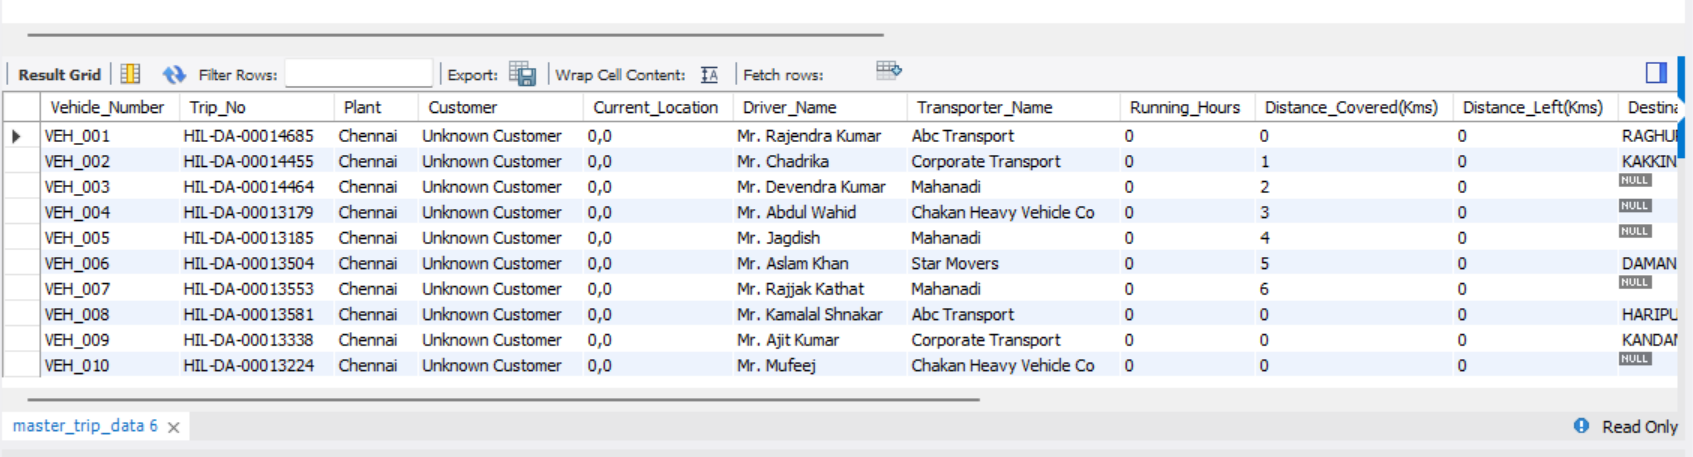 Result Grid Filter Rows: Export: Wrap Cell Content: Fetch rows:
Vehicle_Number Trip_No Plant Customer Current_Location Driver_Name Transporter_Name Running_Hours Distance_Covered(Kms) Distance_Left(Kms) Destina
VEH_001 HIL-DA-00014685 Chennai Unknown Customer 0,0 Mr. Rajendra Kumar Abc Transport 0 0 0 RAGHU
VEH_002 HIL-DA-00014455 Chennai Unknown Customer 0,0 Mr. Chadrika Corporate Transport 0 1 0 KAKKIN
VEH_003 HIL-DA-00014464 Chennai Unknown Customer 0,0 Mr. Devendra Kumar Mahanadi 0 2 0 NULL
VEH_004 HIL-DA-00013179 Chennai Unknown Customer 0,0 Mr. Abdul Wahid Chakan Heavy Vehicle Co 0 3 0 NULL
VEH_005 HIL-DA-00013185 Chennai Unknown Customer 0,0 Mr. Jagdish Mahanadi 0 4 0 NULL
VEH_006 HIL-DA-00013504 Chennai Unknown Customer 0,0 Mr. Aslam Khan Star Movers 0 5 0 DAMAN
VEH_007 HIL-DA-00013553 Chennai Unknown Customer 0,0 Mr. Rajjak Kathat Mahanadi 0 6 0 NULL
VEH_008 HIL-DA-00013581 Chennai Unknown Customer 0,0 Mr. Kamalal Shnakar Abc Transport 0 0 0 HARIPU
VEH_009 HIL-DA-00013338 Chennai Unknown Customer 0,0 Mr. Ajit Kumar Corporate Transport 0 0 0 KANDA
VEH_010 HIL-DA-00013224 Chennai Unknown Customer 0,0 Mr. Mufeej Chakan Heavy Vehicle Co 0 0 0 NULL
master_trip_data 6 Read Only